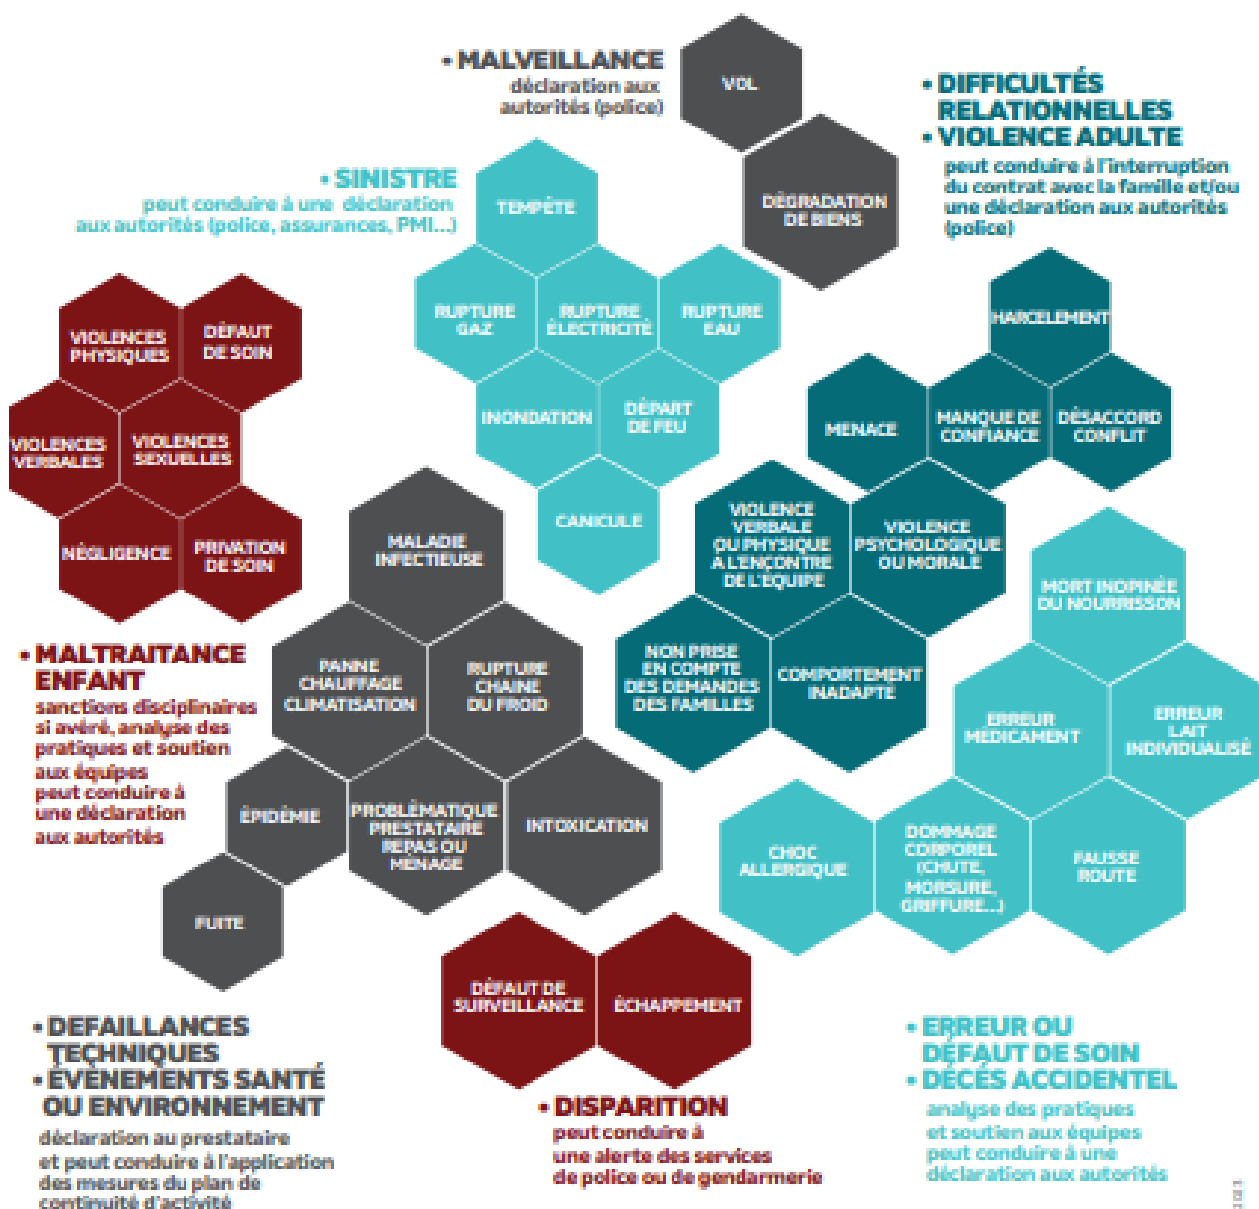 • MALVEILLANCE
déclaration aux
autorités (police)
VOL
DÉGRADATION
DE BIENS
• DIFFICULTÉS
RELATIONNELLES
• VIOLENCE ADULTE
peut conduire à l'interruption
du contrat avec la famille et/ou
une déclaration aux autorités
(police)
• SINISTRE
peut conduire à une déclaration
aux autorités (police, assurances, PMI...)
TEMPÊTE
RUPTURE
GAZ
RUPTURE
ÉLECTRICITÉ
RUPTURE
EAU
INONDATION
DÉPART
DE FEU
CANICULE
VIOLENCES
PHYSIQUES
DÉFAUT
DE SOIN
VIOLENCES
VERBALES
VIOLENCES
SEXUELLES
NÉGLIGENCE
PRIVATION
DE SOIN
• MALTRAITANCE
ENFANT
sanctions disciplinaires
si avéré, analyse des
pratiques et soutien
aux équipes
peut conduire à
une déclaration
aux autorités
HARCELEMENT
MENACE
MANQUE DE
CONFIANCE
DÉSACCORD
CONFLIT
VIOLENCE
VERBALE
OU PHYSIQUE
A L'ENCONTRE
DE L'ÉQUIPE
VIOLENCE
PSYCHOLOGIQUE
OU MORALE
NON PRISE
EN COMPTE
DES DEMANDES
DES FAMILLES
COMPORTEMENT
INADAPTÉ
MALADIE
INFECTIEUSE
PANNE
CHAUFFAGE
CLIMATISATION
RUPTURE
CHAINE
DU FROID
ÉPIDÉMIE
PROBLÉMATIQUE
PRESTATAIRE
REPAS OU
MÉNAGE
INTOXICATION
FUITE
MORT INOPINÉE
DU NOURRISSON
ERREUR
MÉDICAMENT
ERREUR
LAIT
INDIVIDUALISÉ
CHOC
ALLERGIQUE
DOMMAGE
CORPOREL
(CHUTE,
MORSURE,
GRIFFURE...)
FAUSSE
ROUTE
DÉFAUT DE
SURVEILLANCE
ÉCHAPPEMENT
• DEFAILLANCES
TECHNIQUES
• ÉVÈNEMENTS SANTÉ
OU ENVIRONNEMENT
déclaration au prestataire
et peut conduire à l'application
des mesures du plan de
continuité d'activité
• DISPARITION
peut conduire à
une alerte des services
de police ou de gendarmerie
• ERREUR OU
DÉFAUT DE SOIN
• DÉCÉS ACCIDENTEL
analyse des pratiques
et soutien aux équipes
peut conduire à une
déclaration aux autorités